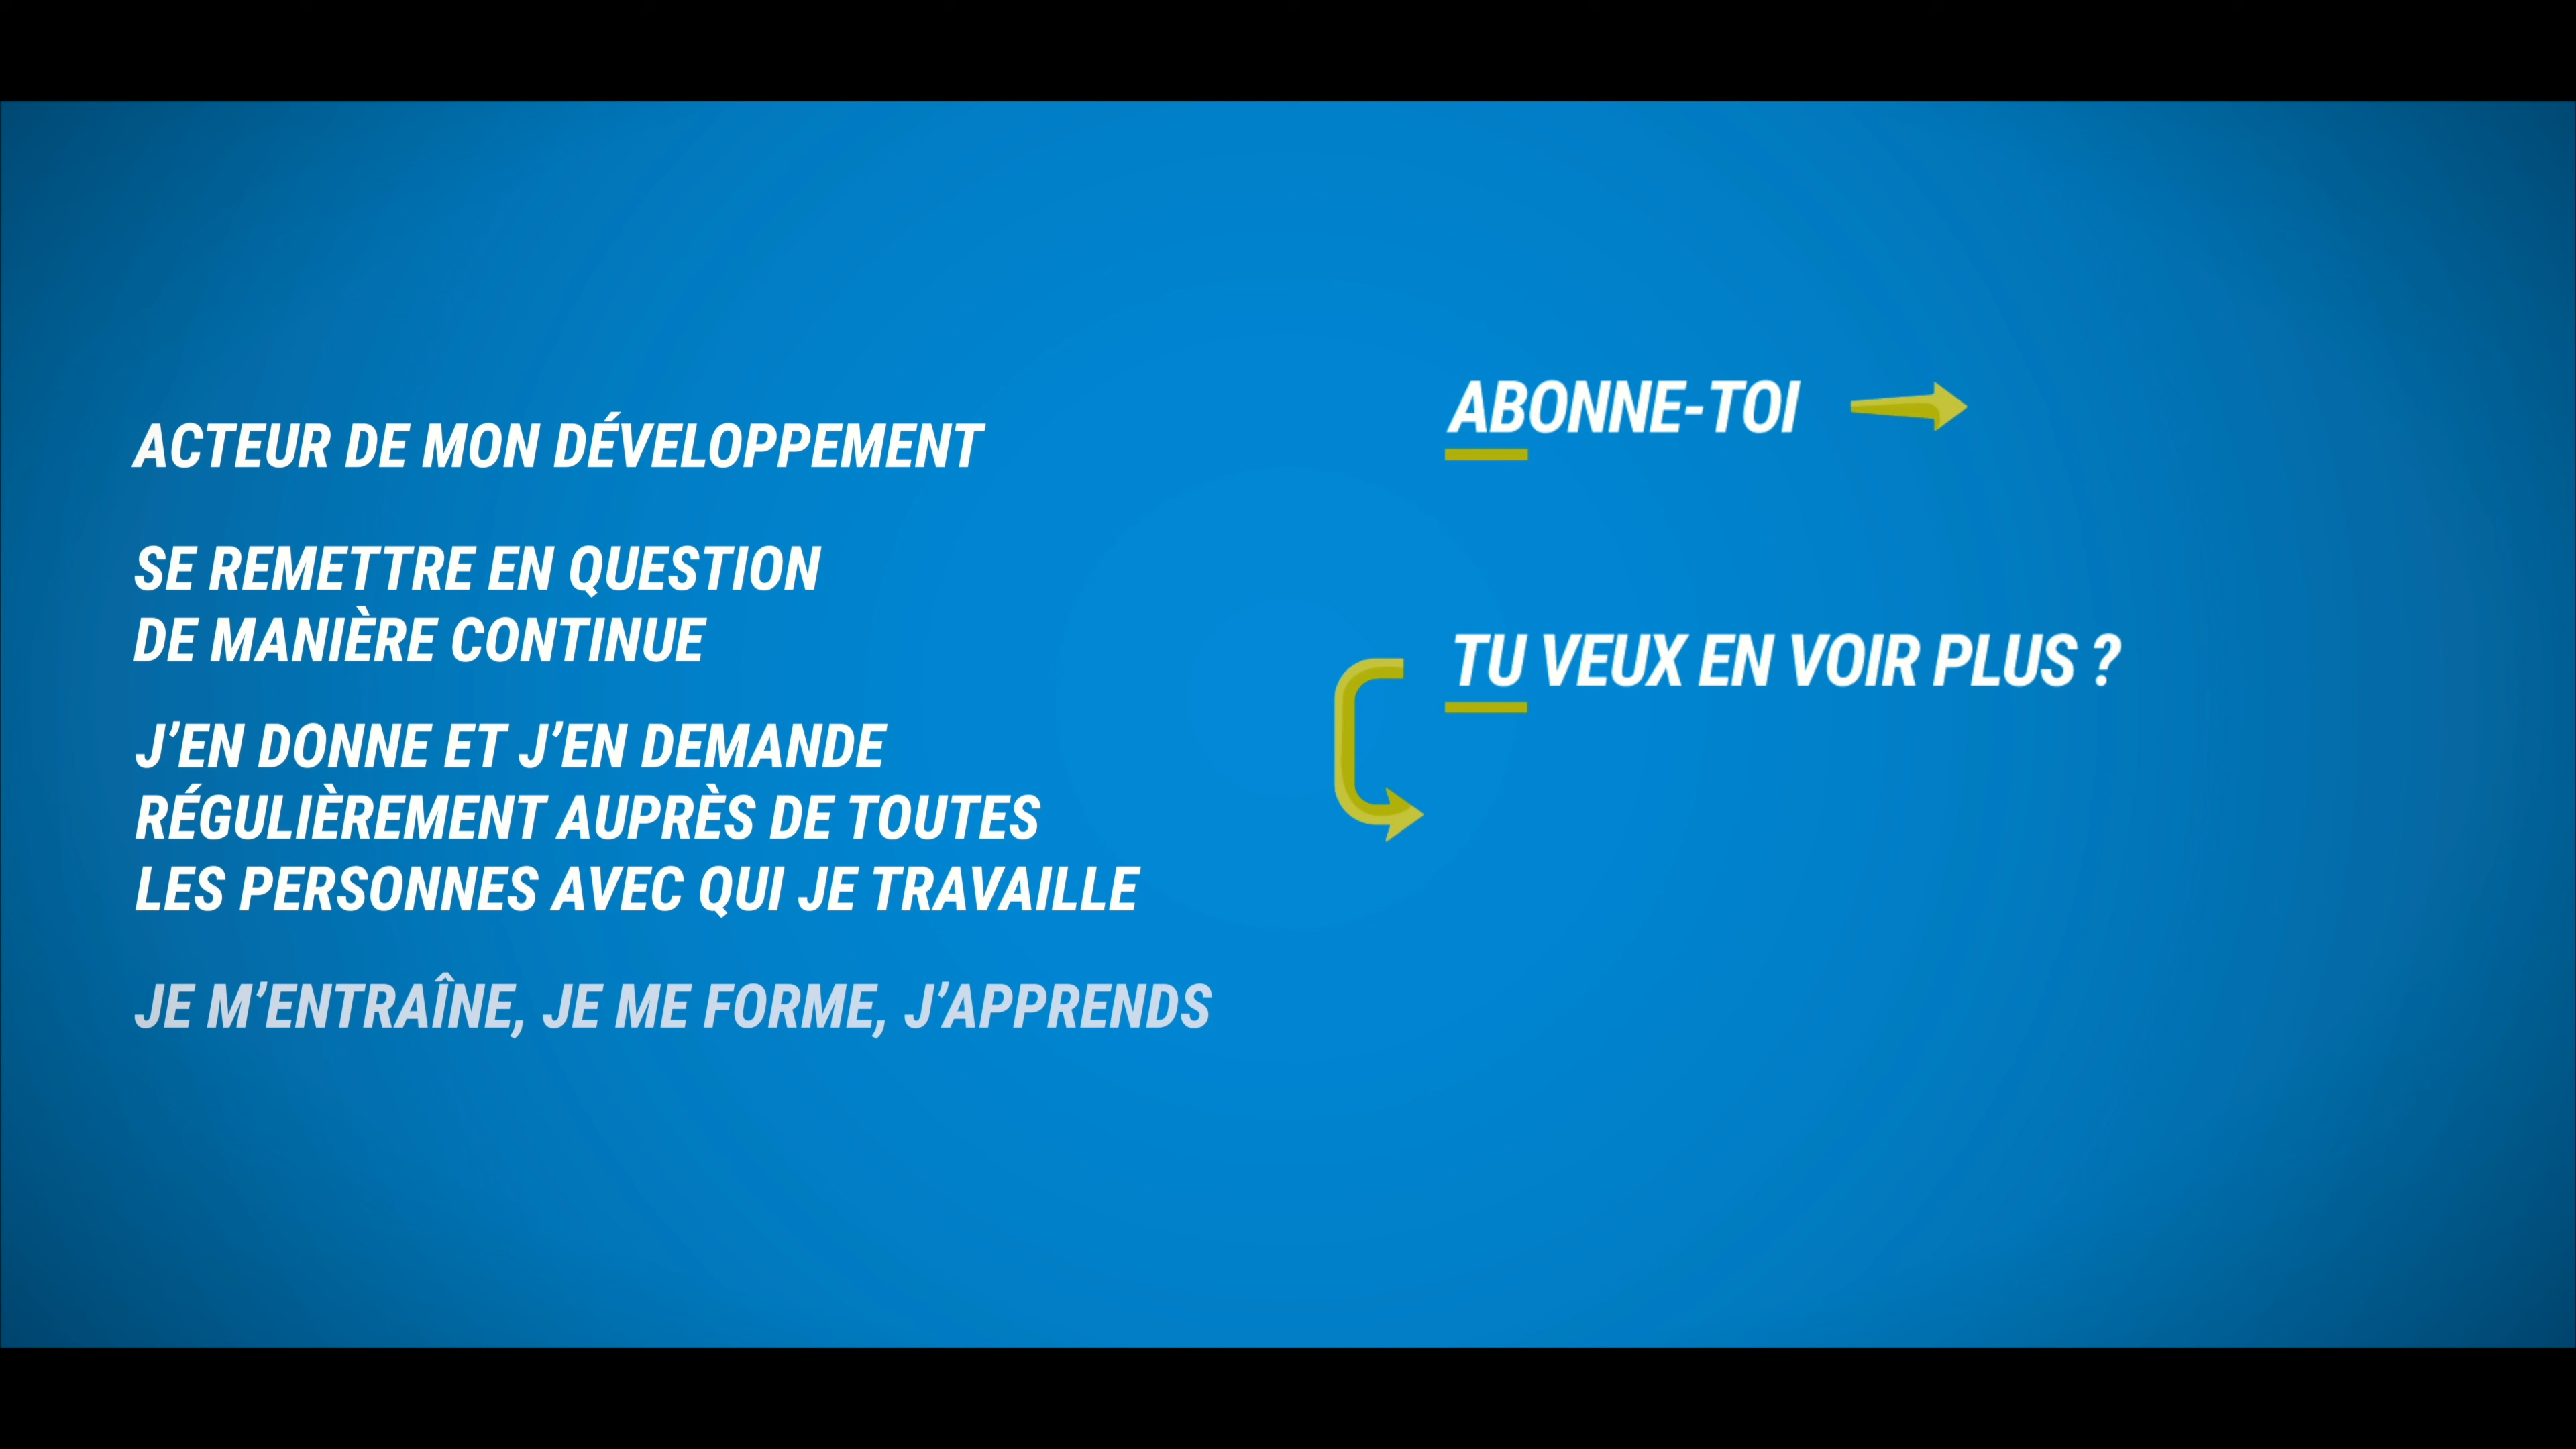 ACTEUR DE MON DÉVELOPPEMENT
SE REMETTRE EN QUESTION
DE MANIÈRE CONTINUE
J’EN DONNE ET J’EN DEMANDE
RÉGULIÈREMENT AUPRÈS DE TOUTES
LES PERSONNES AVEC QUI JE TRAVAILLE
JE M’ENTRAÎNE, JE ME FORME, J’APPRENDS
ABONNE-TOI
TU VEUX EN VOIR PLUS ?